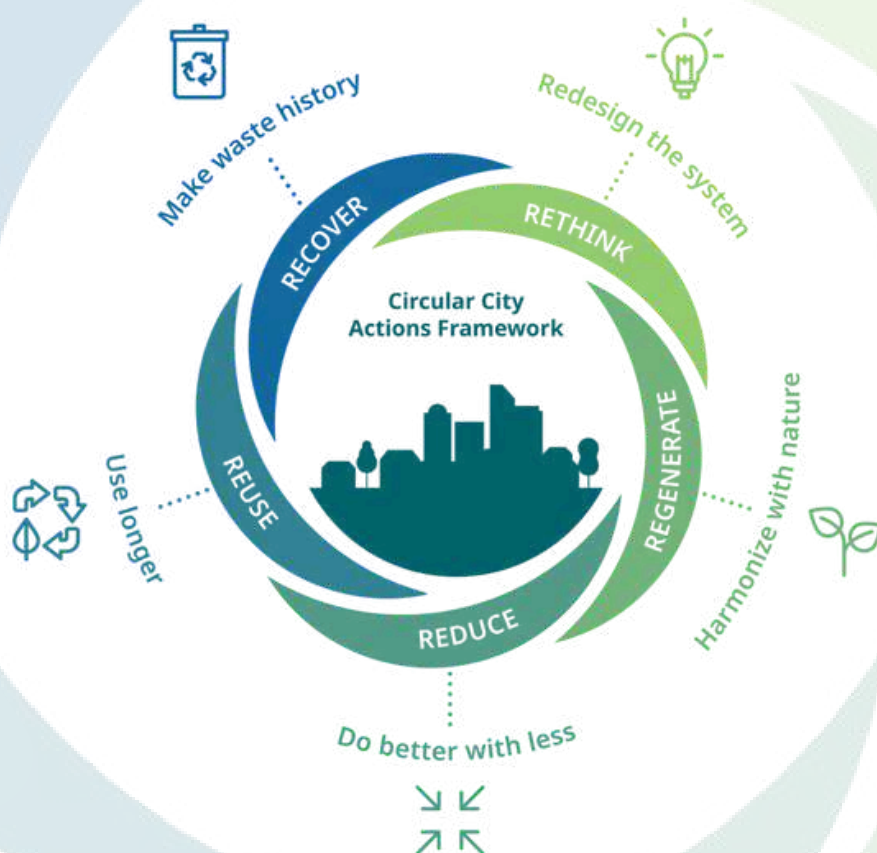 Circular City
Actions Framework
RETHINK
Redesign the system
REGENERATE
Harmonize with nature
REDUCE
Do better with less
REUSE
Use longer
RECOVER
Make waste history